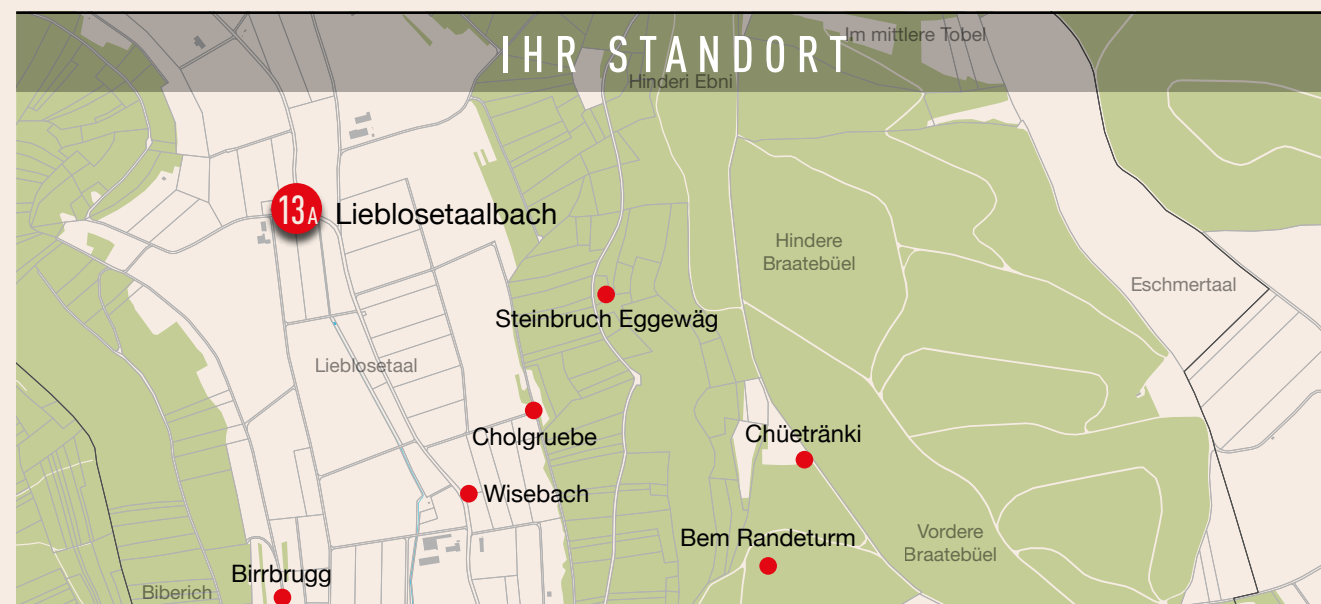 Im mittlere Tobel
IHR STANDORT
Hinderi Ebni
13A Lieblosetaalbach
Hindere
Braatebüel
Eschmertaal
Steinbruch Eggewäg
Lieblosetaal
Cholgruebe
Chüetränki
Wisebach
Bem Randeturm
Vordere
Braatebüel
Birrbrugg
Biberich